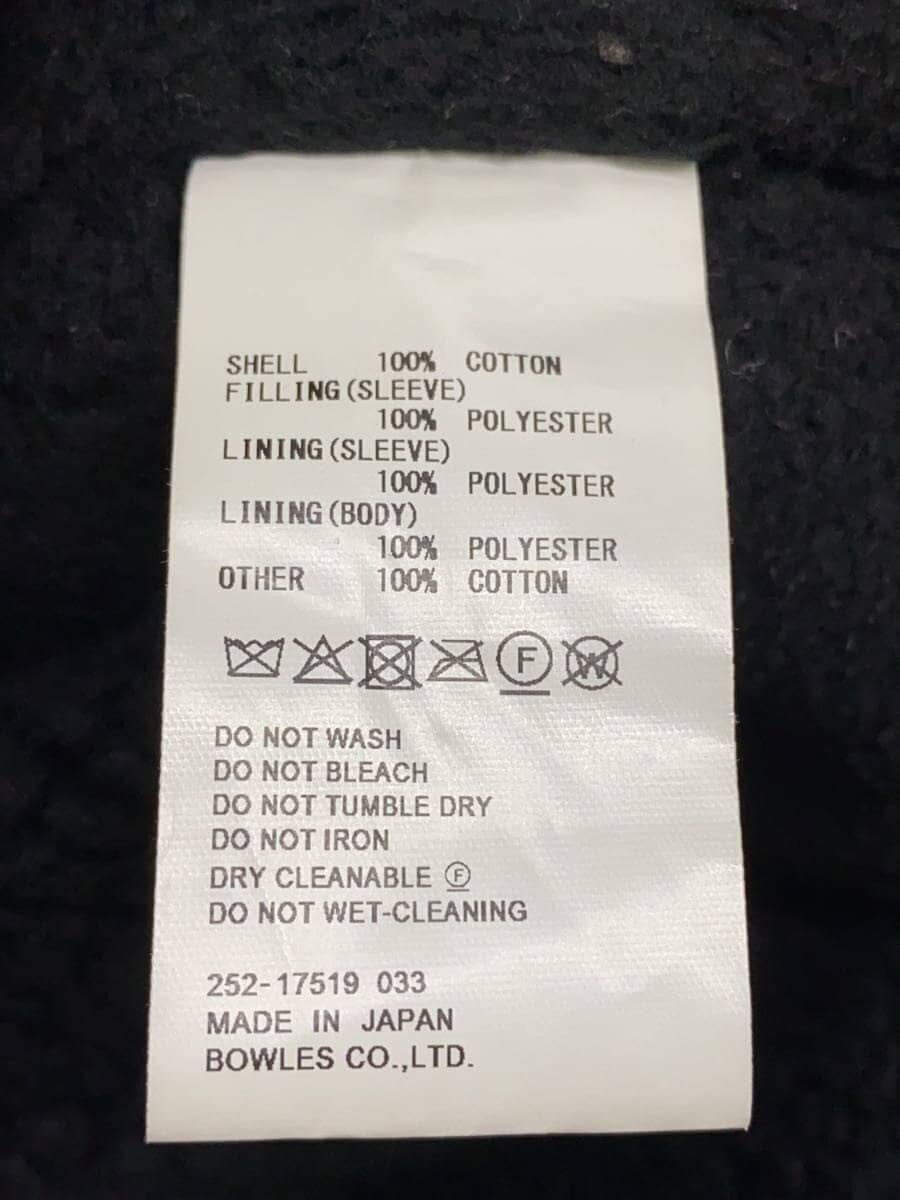 SHELL 100% COTTON
FILLING(SLEEVE)
100% POLYESTER
LINING(SLEEVE)
100% POLYESTER
LINING(BODY)
100% POLYESTER
OTHER 100% COTTON
F W
DO NOT WASH
DO NOT BLEACH
DO NOT TUMBLE DRY
DO NOT IRON
DRY CLEANABLE Ⓕ
DO NOT WET-CLEANING
252-17519 033
MADE IN JAPAN
BOWLES CO.,LTD.